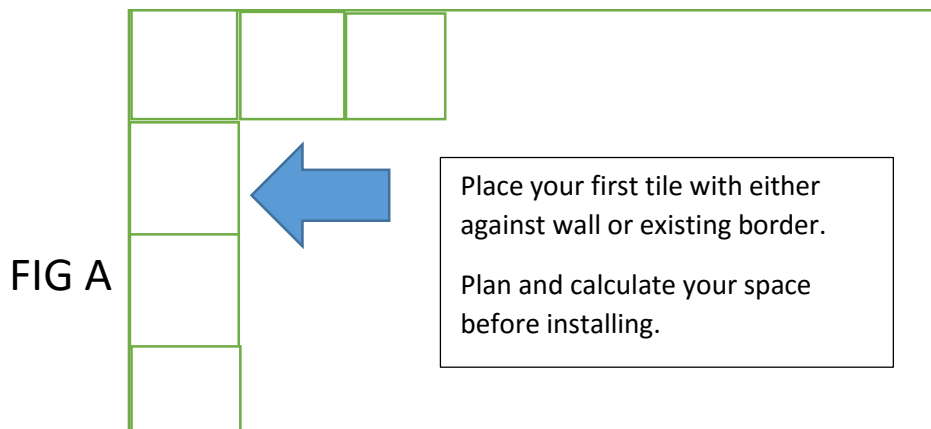 Place your first tile with either
against wall or existing border.
FIG A
Plan and calculate your space
before installing.